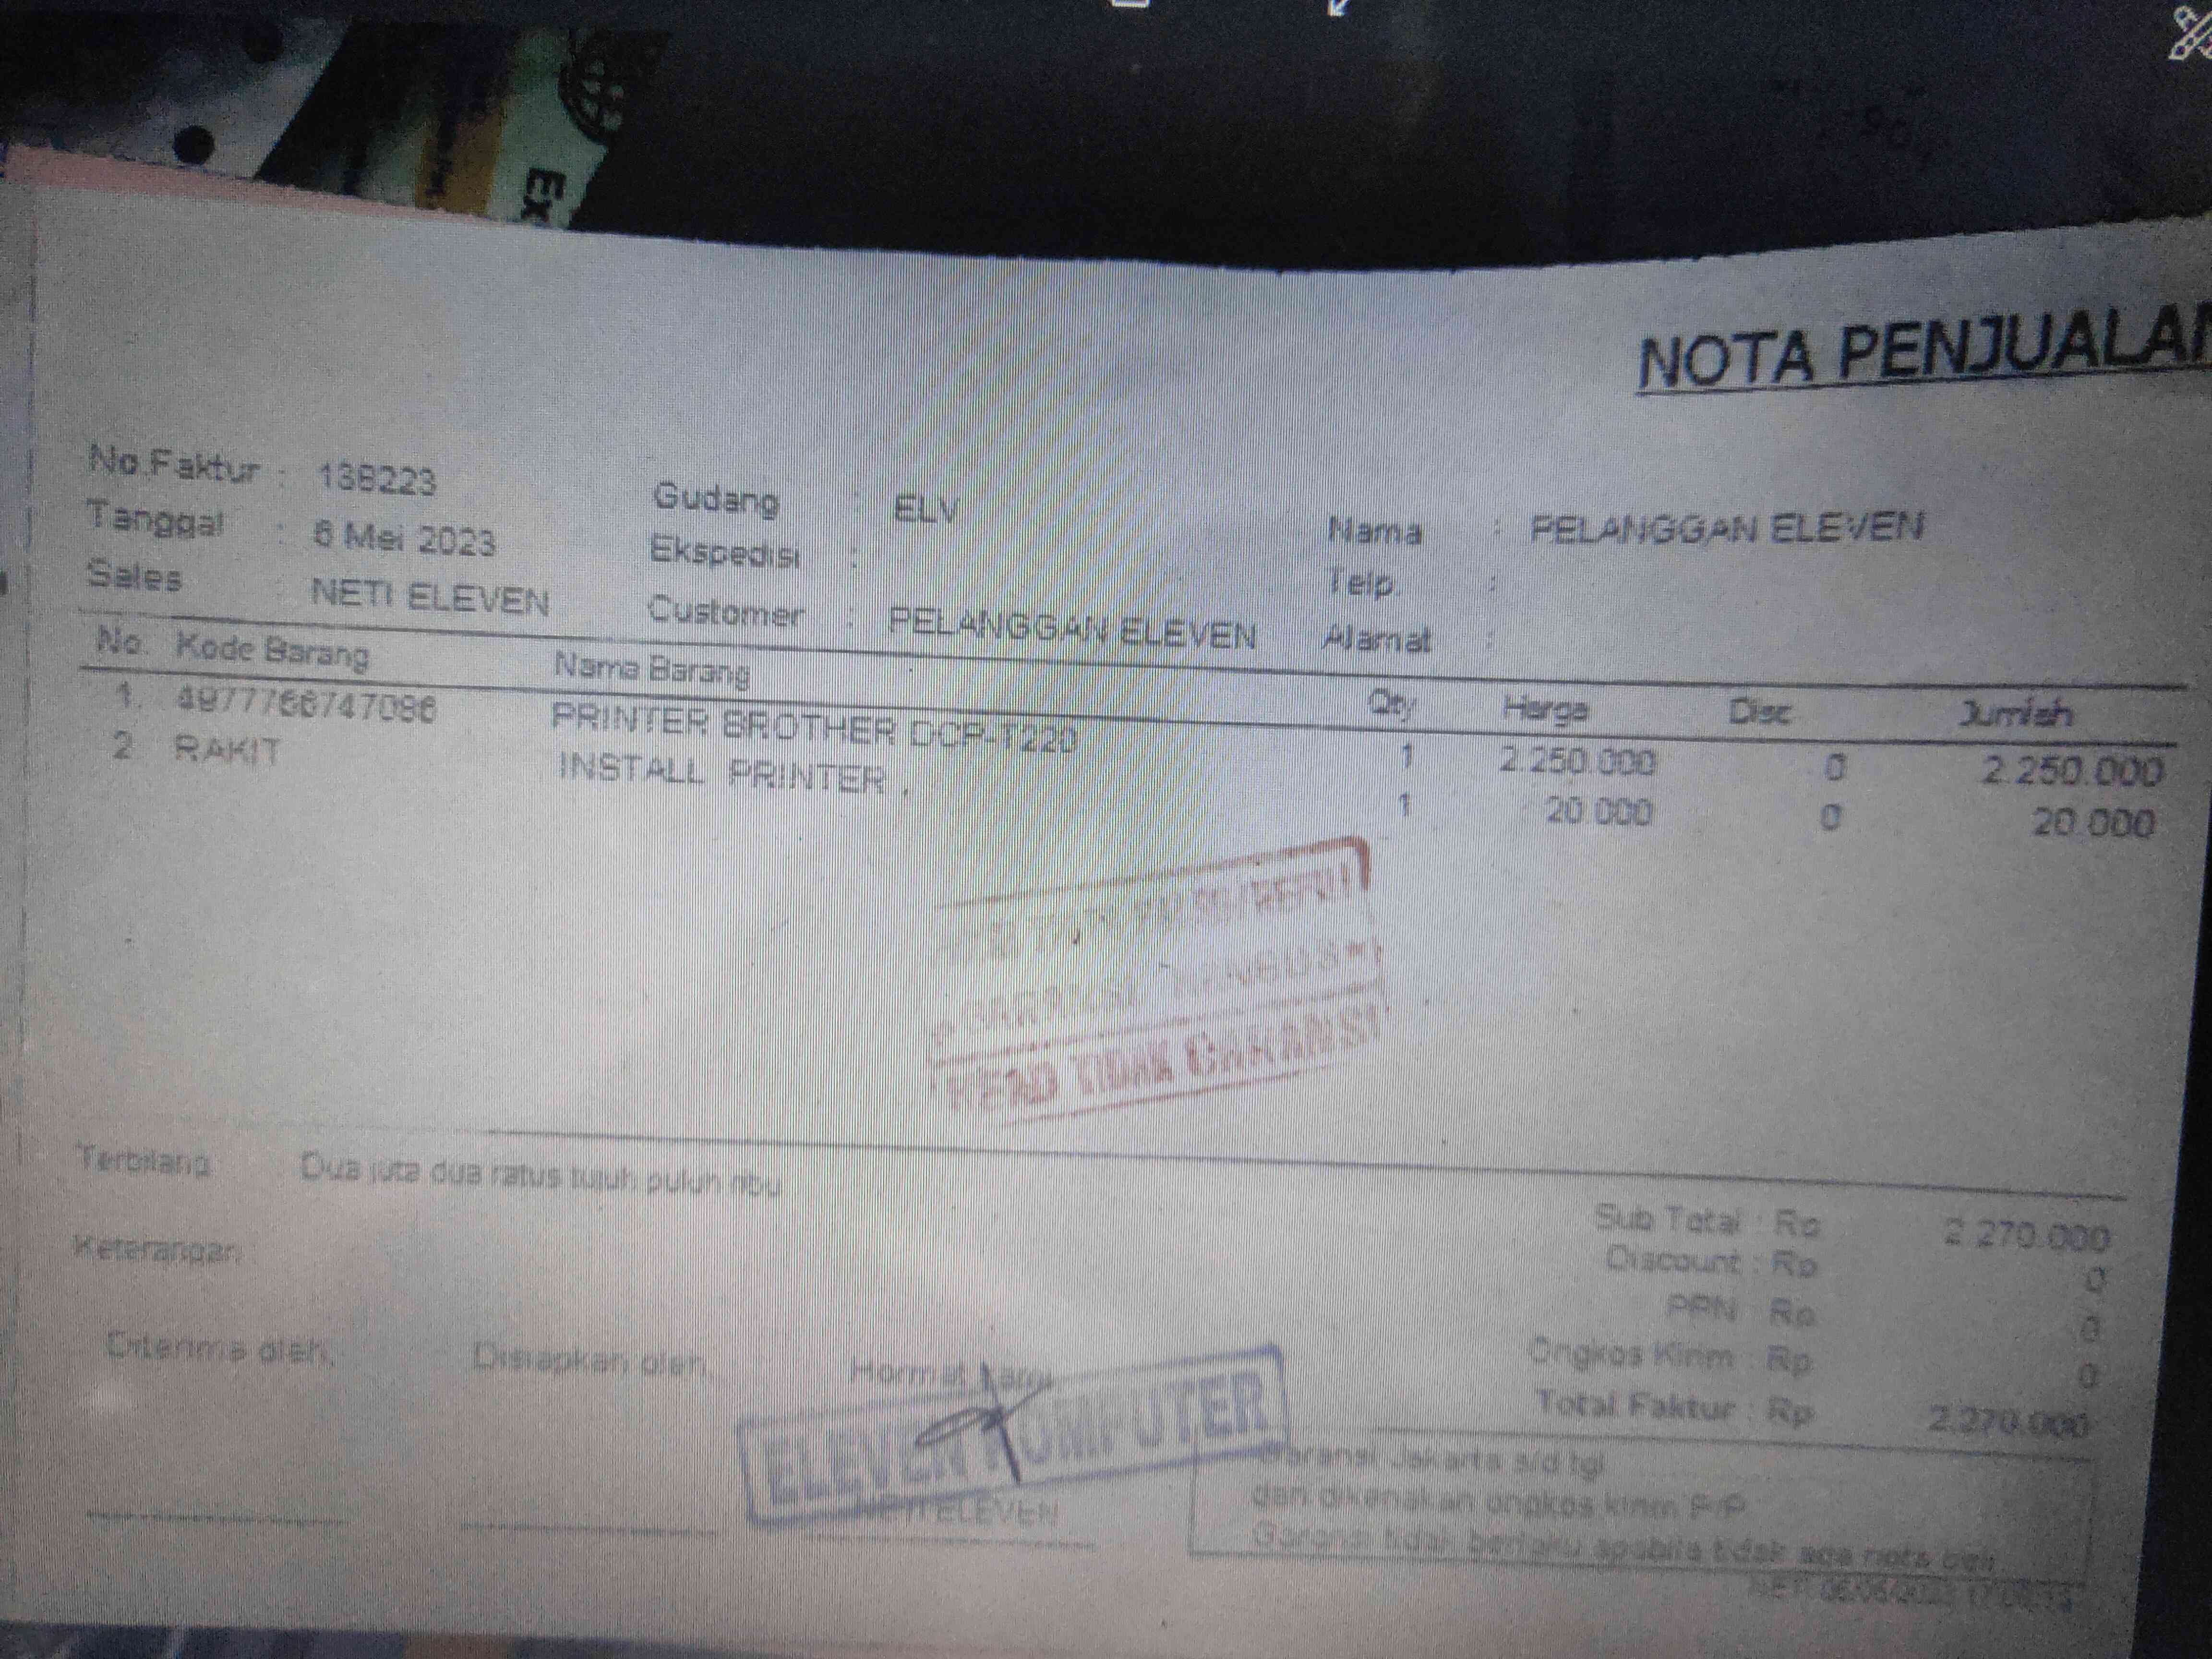 Ex
NOTA PENJUALAN
No.Faktur : 138223
Tanggal : 6 Mei 2023
Sales : NETI ELEVEN
Gudang : ELV
Ekspedisi :
Customer : PELANGGAN ELEVEN
Nama : PELANGGAN ELEVEN
Telp. :
Alamat :
No. Kode Barang Nama Barang Qty Harga Disc Jumlah
1. 4977766747086 PRINTER BROTHER DCP-T220 1 2.250.000 0 2.250.000
2 RAKIT INSTALL PRINTER . 1 20.000 0 20.000
HEAD TIDAK GARANSI
Terbilang : Dua juta dua ratus tujuh puluh ribu
Keterangan :
Sub Total : Rp 2.270.000
Discount : Rp 0
PPN : Rp 0
Ongkos Kirim : Rp 0
Total Faktur : Rp 2.270.000
Diterima oleh, Disiapkan oleh, Hormat kami
ELEVEN KOMPUTER
NETI ELEVEN
Garansi Jakarta s/d tgl
dan dikenakan ongkos kirim P/P
Garansi tidak berlaku apabila tidak ada nota beli